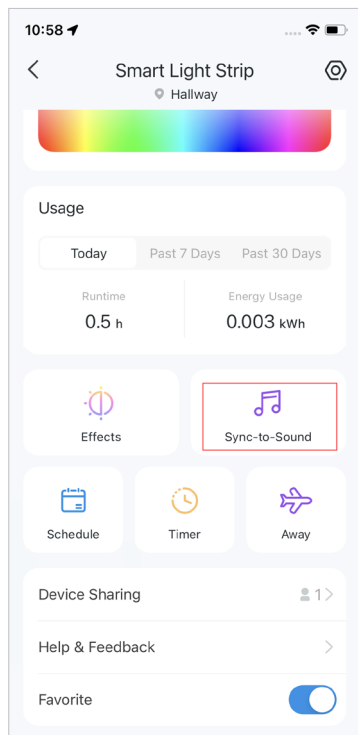 10:58
Smart Light Strip
Hallway
Usage
Today Past 7 Days Past 30 Days
Runtime Energy Usage
0.5 h 0.003 kWh
Effects Sync-to-Sound
Schedule Timer Away
Device Sharing 1
Help & Feedback
Favorite